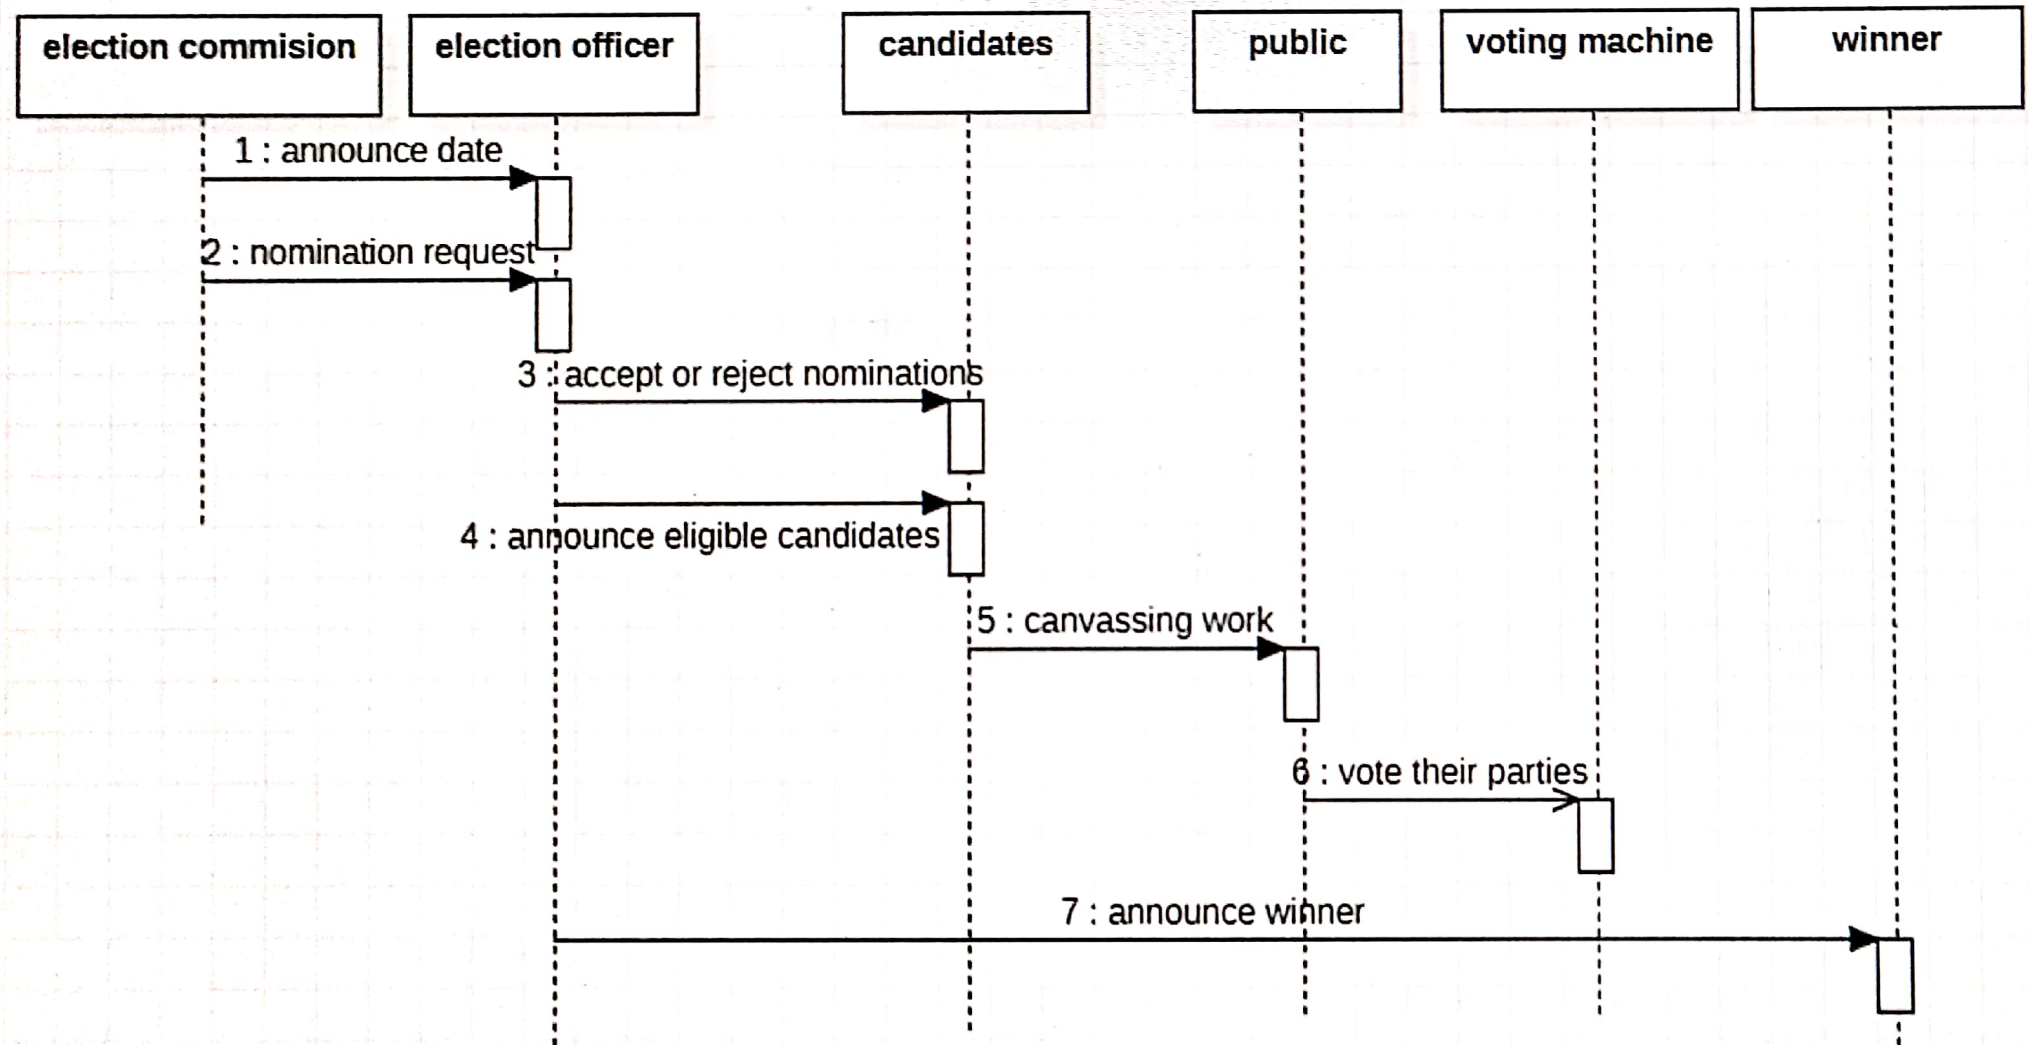 election commision
election officer
candidates
public
voting machine
winner
1 : announce date
2 : nomination request
3 : accept or reject nominations
4 : announce eligible candidates
5 : canvassing work
6 : vote their parties
7 : announce winner